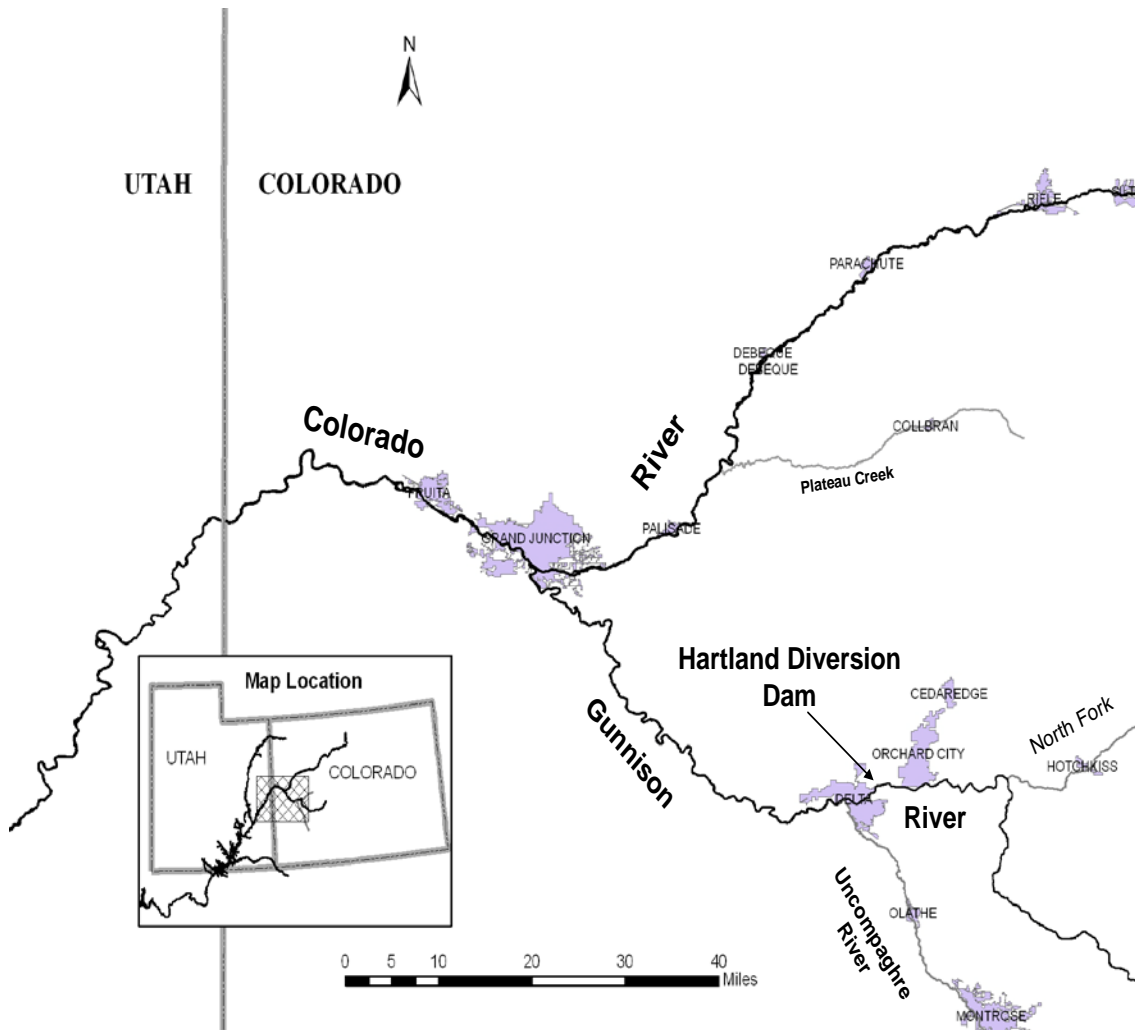 N
UTAH COLORADO
RIFLE
PARACHUTE
DEBEQUE
DEBEQUE
Colorado
River
COLLBRAN
Plateau Creek
FRUITA
PALISADE
GRAND JUNCTION
Hartland Diversion
Dam
CEDAREDGE
Gunnison
North Fork
ORCHARD CITY
HOTCHKISS
DELTA
River
Map Location
UTAH
COLORADO
Uncompaghre
River
OLATHE
0 5 10 20 30 40
Miles
MONTROSE